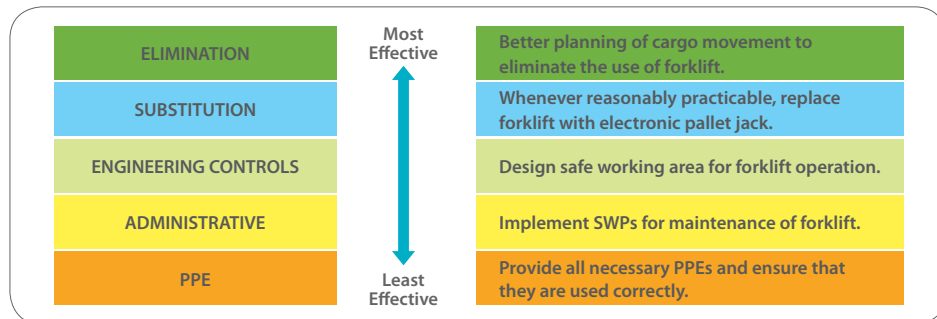 ELIMINATION
Most
Effective
Better planning of cargo movement to
eliminate the use of forklift.
SUBSTITUTION
Whenever reasonably practicable, replace
forklift with electronic pallet jack.
ENGINEERING CONTROLS
Design safe working area for forklift operation.
ADMINISTRATIVE
Implement SWPs for maintenance of forklift.
PPE
Least
Effective
Provide all necessary PPEs and ensure that
they are used correctly.